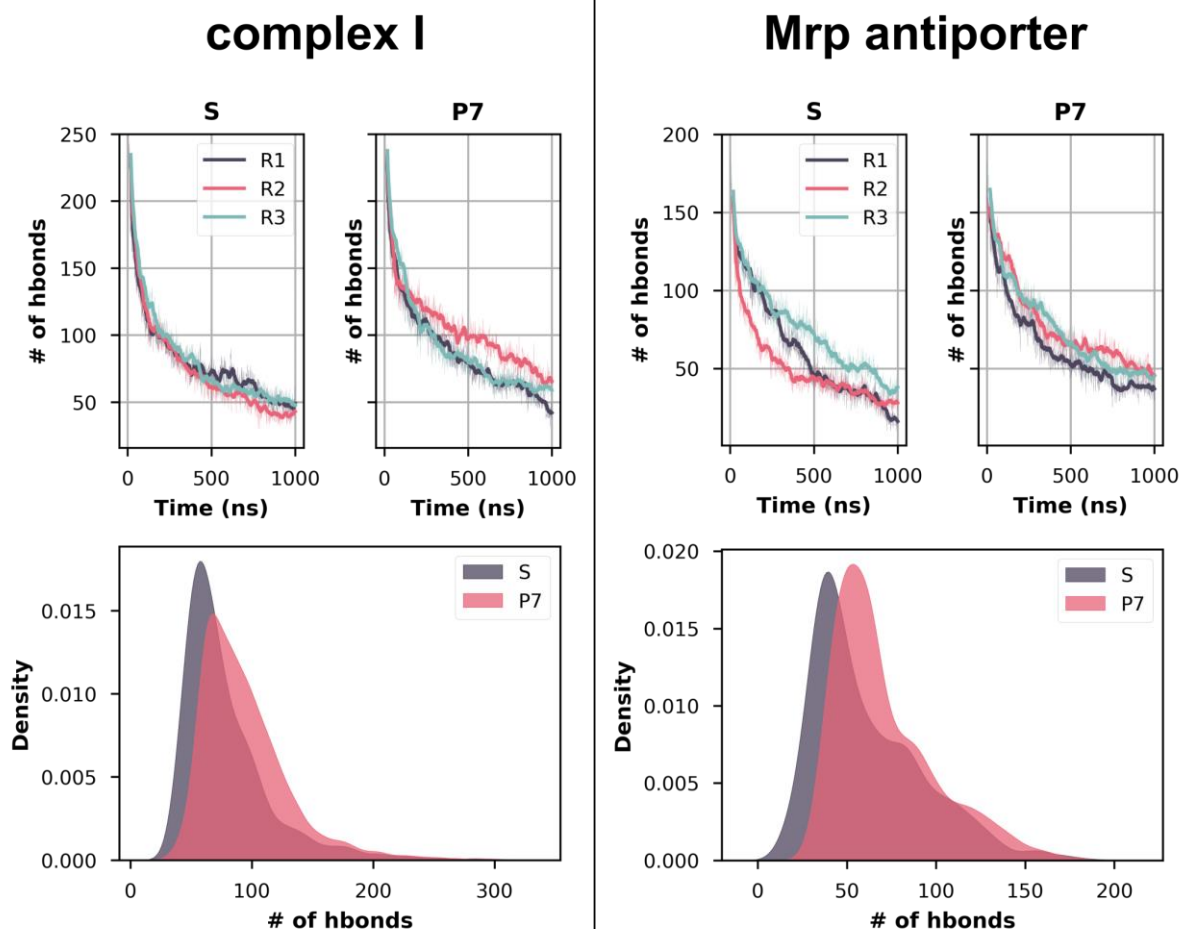 complex I
Mrp antiporter
S
P7
S
P7
250
200
150
100
50
# of hbonds
R1
R2
R3
0
500
1000
Time (ns)
# of hbonds
0
500
1000
Time (ns)
200
150
100
50
# of hbonds
R1
R2
R3
0
500
1000
Time (ns)
# of hbonds
0
500
1000
Time (ns)
0.015
0.010
0.005
0.000
Density
S
P7
0
100
200
300
# of hbonds
0.020
0.015
0.010
0.005
0.000
Density
S
P7
0
50
100
150
200
# of hbonds